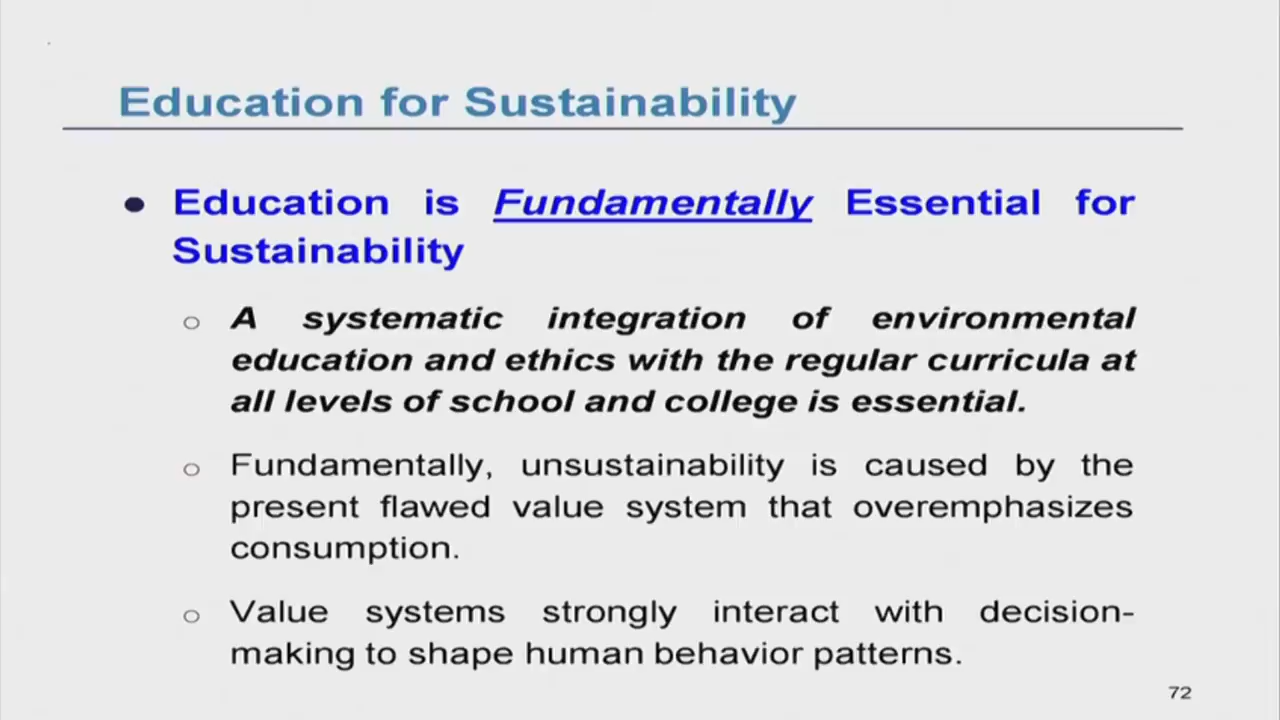 Education for Sustainability
● Education is Fundamentally Essential for
Sustainability
○ A systematic integration of environmental
education and ethics with the regular curricula at
all levels of school and college is essential.
○ Fundamentally, unsustainability is caused by the
present flawed value system that overemphasizes
consumption.
○ Value systems strongly interact with decision-
making to shape human behavior patterns.
72